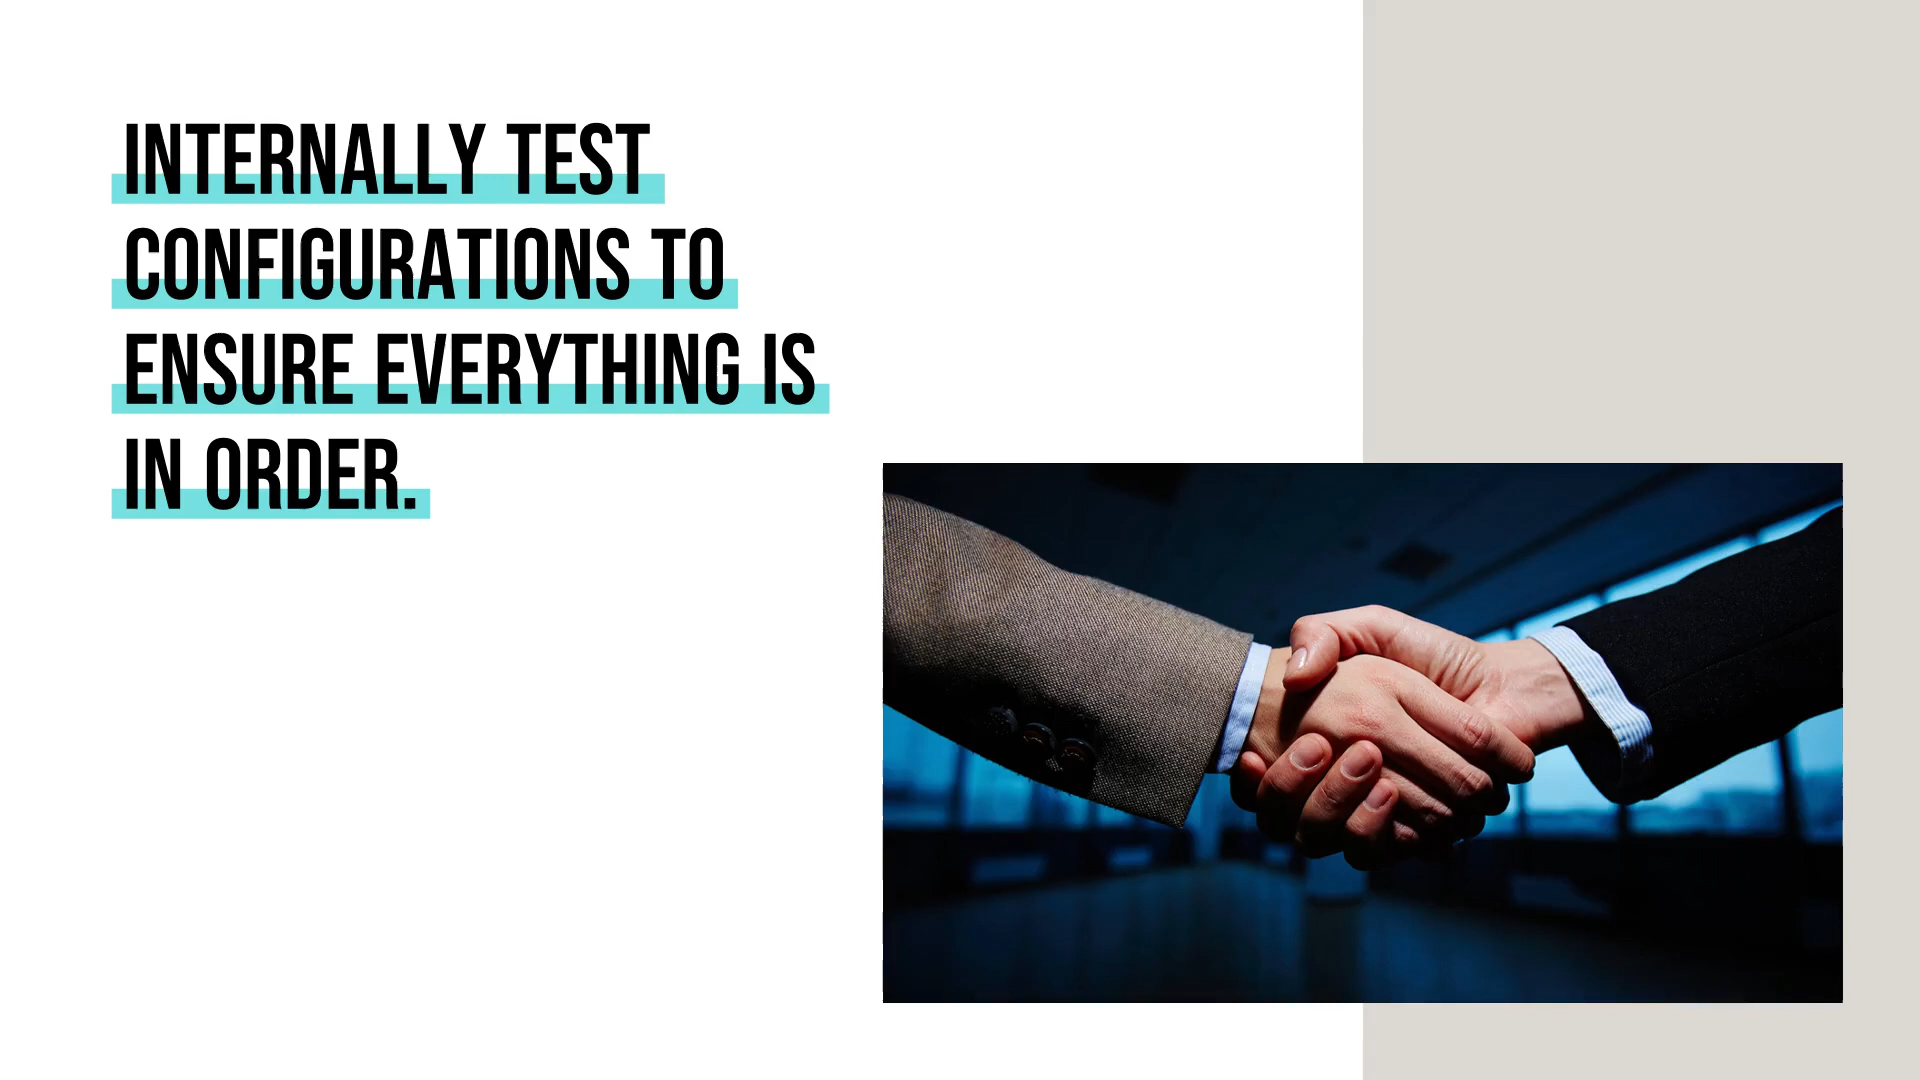 INTERNALLY TEST
CONFIGURATIONS TO
ENSURE EVERYTHING IS
IN ORDER.